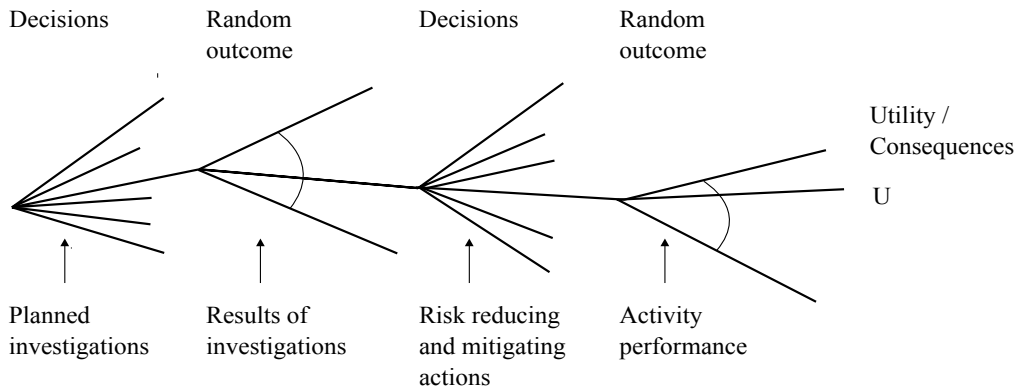 Decisions
Random
outcome
Decisions
Random
outcome
Utility /
Consequences
U
Planned
investigations
Results of
investigations
Risk reducing
and mitigating
actions
Activity
performance